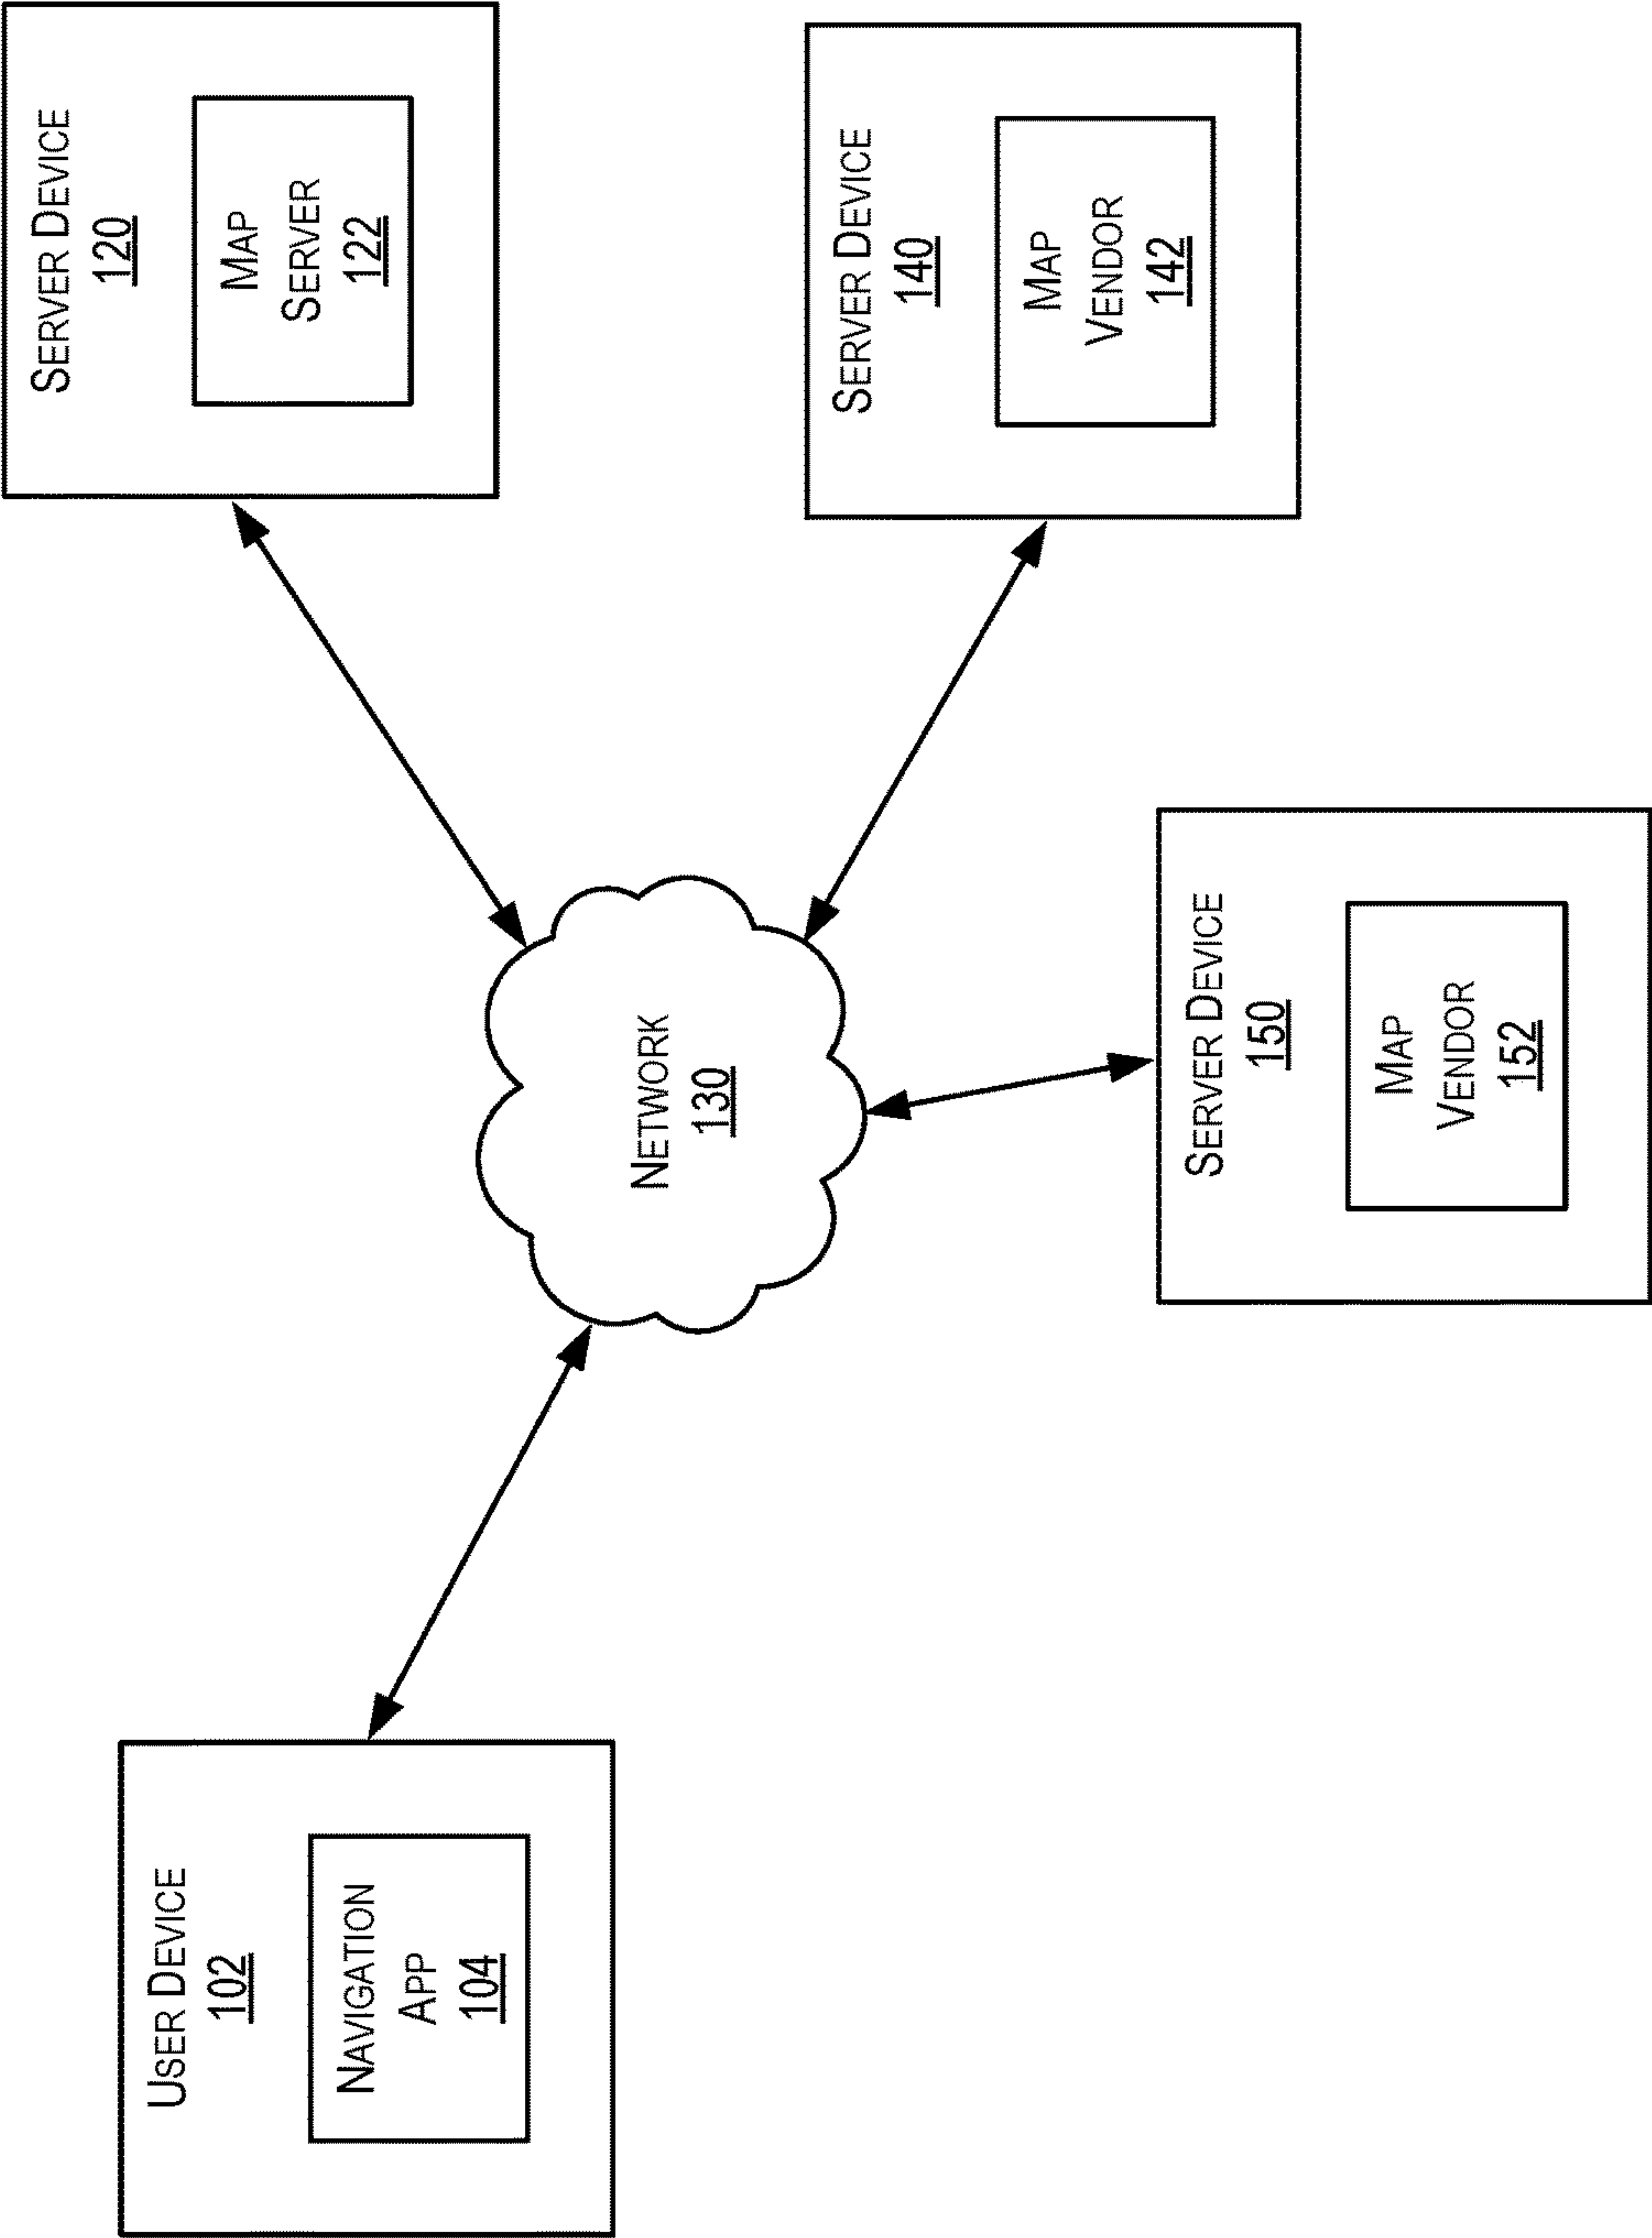 USER DEVICE
102
NAVIGATION
APP
104
NETWORK
130
SERVER DEVICE
120
MAP
SERVER
122
SERVER DEVICE
140
MAP
VENDOR
142
SERVER DEVICE
150
MAP
VENDOR
152